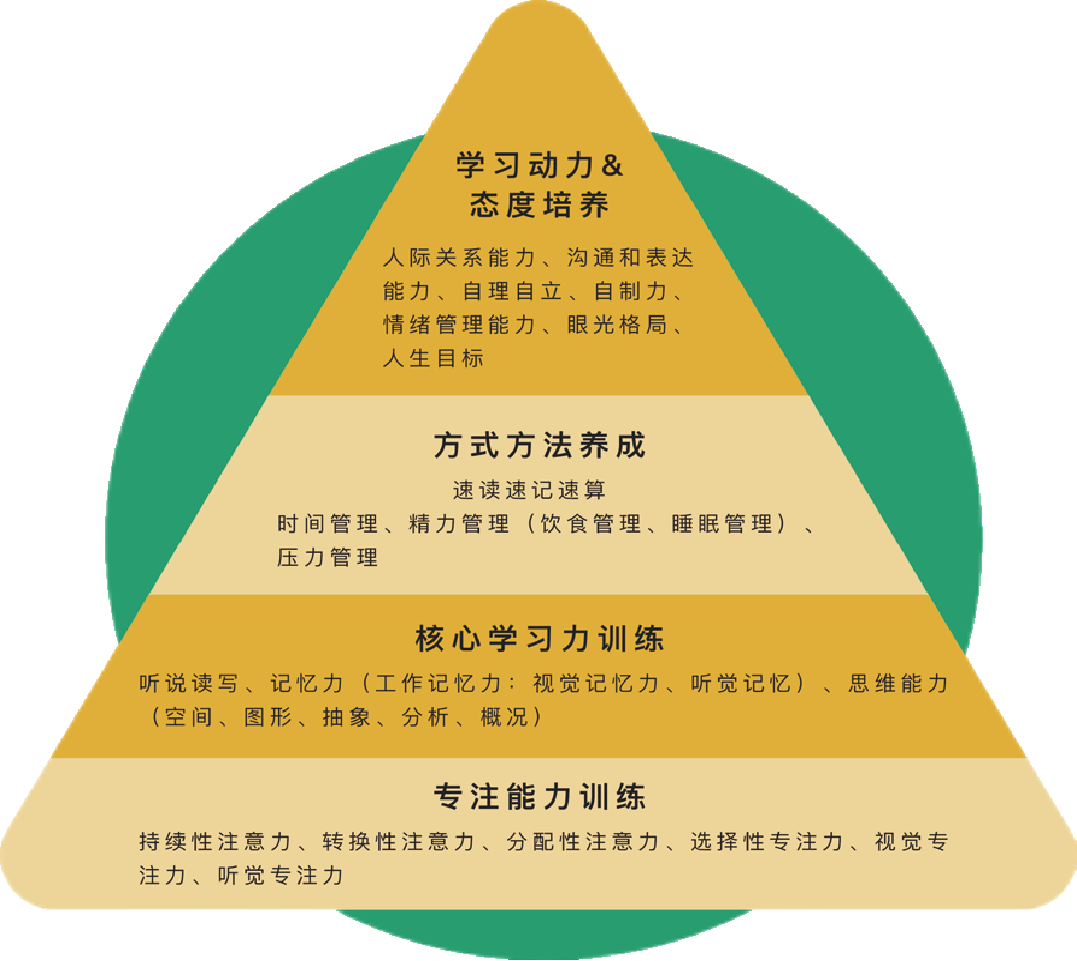 学习动力&
态度培养
人际关系能力、沟通和表达
能力、自理自立、自制力、
情绪管理能力、眼光格局、
人生目标
方式方法养成
速读速记速算
时间管理、精力管理（饮食管理、睡眠管理）、
压力管理
核心学习力训练
听说读写、记忆力（工作记忆力：视觉记忆力、听觉记忆）、思维能力
（空间、图形、抽象、分析、概况）
专注能力训练
持续性注意力、转换性注意力、分配性注意力、选择性专注力、视觉专
注力、听觉专注力